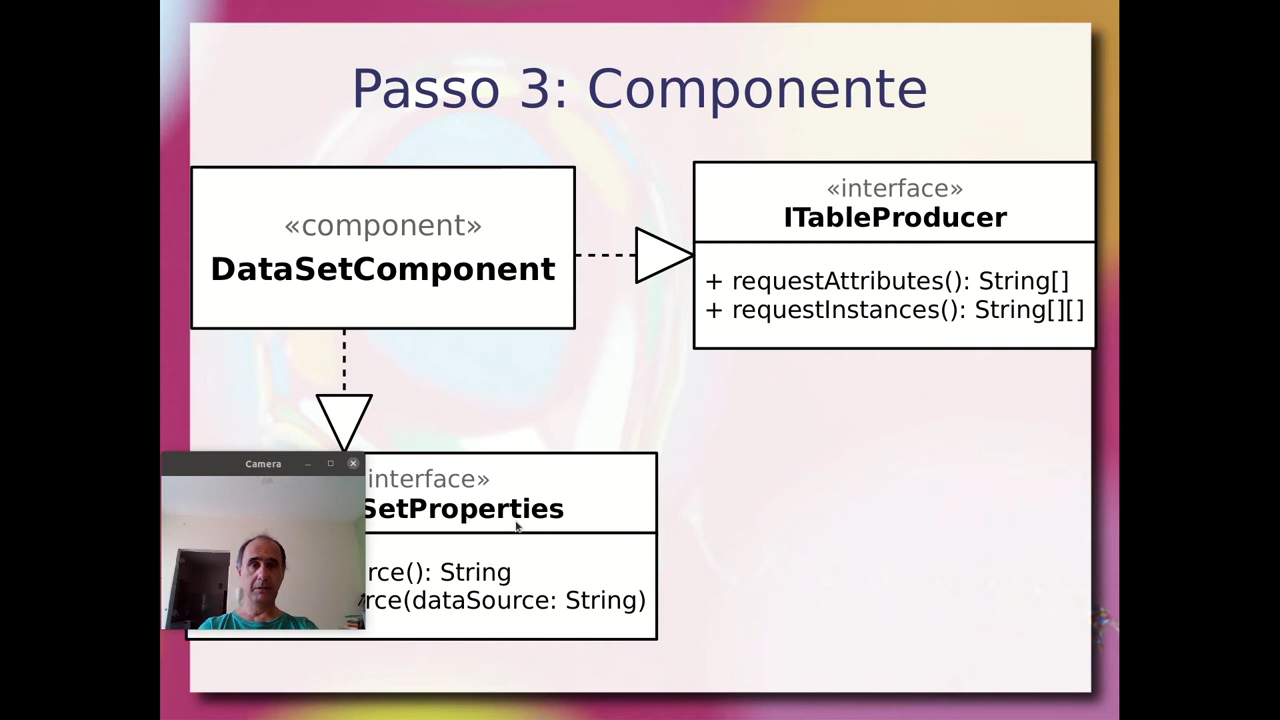 Passo 3: Componente
«component»
DataSetComponent
«interface»
ITableProducer
+ requestAttributes(): String[]
+ requestInstances(): String[][]
Camera
interface»
SetProperties
rce(): String
rce(dataSource: String)